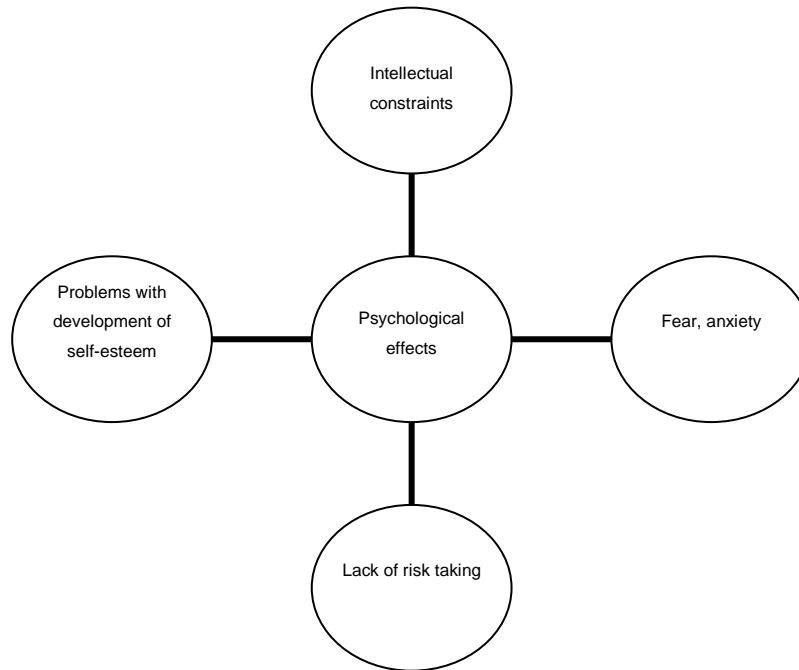 Intellectual
constraints
Problems with
development of
self-esteem
Psychological
effects
Fear, anxiety
Lack of risk taking